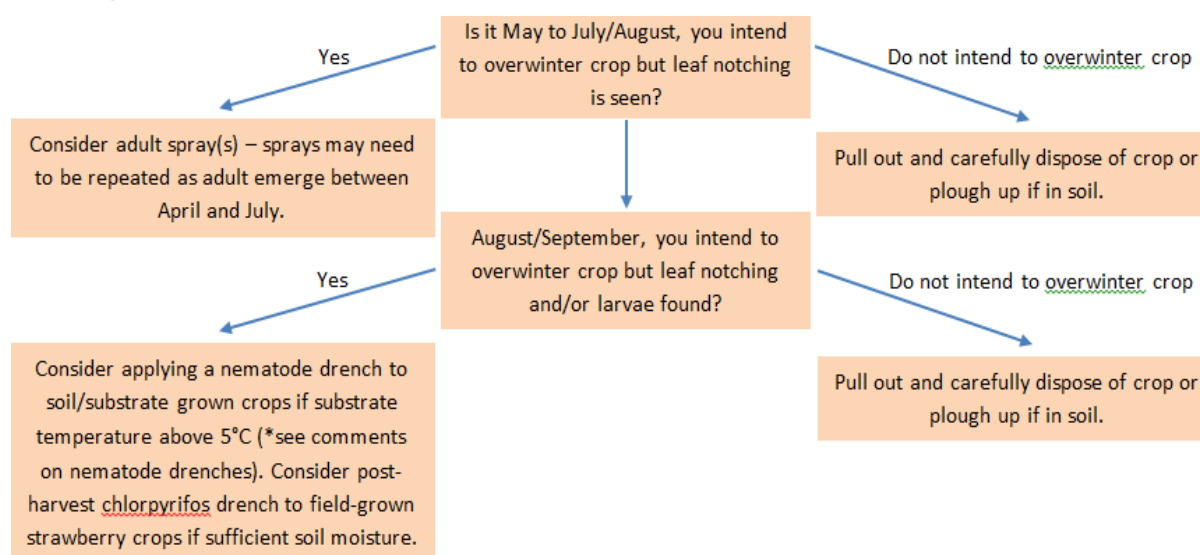 Is it May to July/August, you intend
to overwinter crop but leaf notching
is seen?
Yes
Do not intend to overwinter crop
Consider adult spray(s) – sprays may need
to be repeated as adult emerge between
April and July.
Pull out and carefully dispose of crop or
plough up if in soil.
August/September, you intend to
overwinter crop but leaf notching
and/or larvae found?
Yes
Do not intend to overwinter crop
Consider applying a nematode drench to
soil/substrate grown crops if substrate
temperature above 5°C (*see comments
on nematode drenches). Consider post-
harvest chlorpyrifos drench to field-grown
strawberry crops if sufficient soil moisture.
Pull out and carefully dispose of crop or
plough up if in soil.